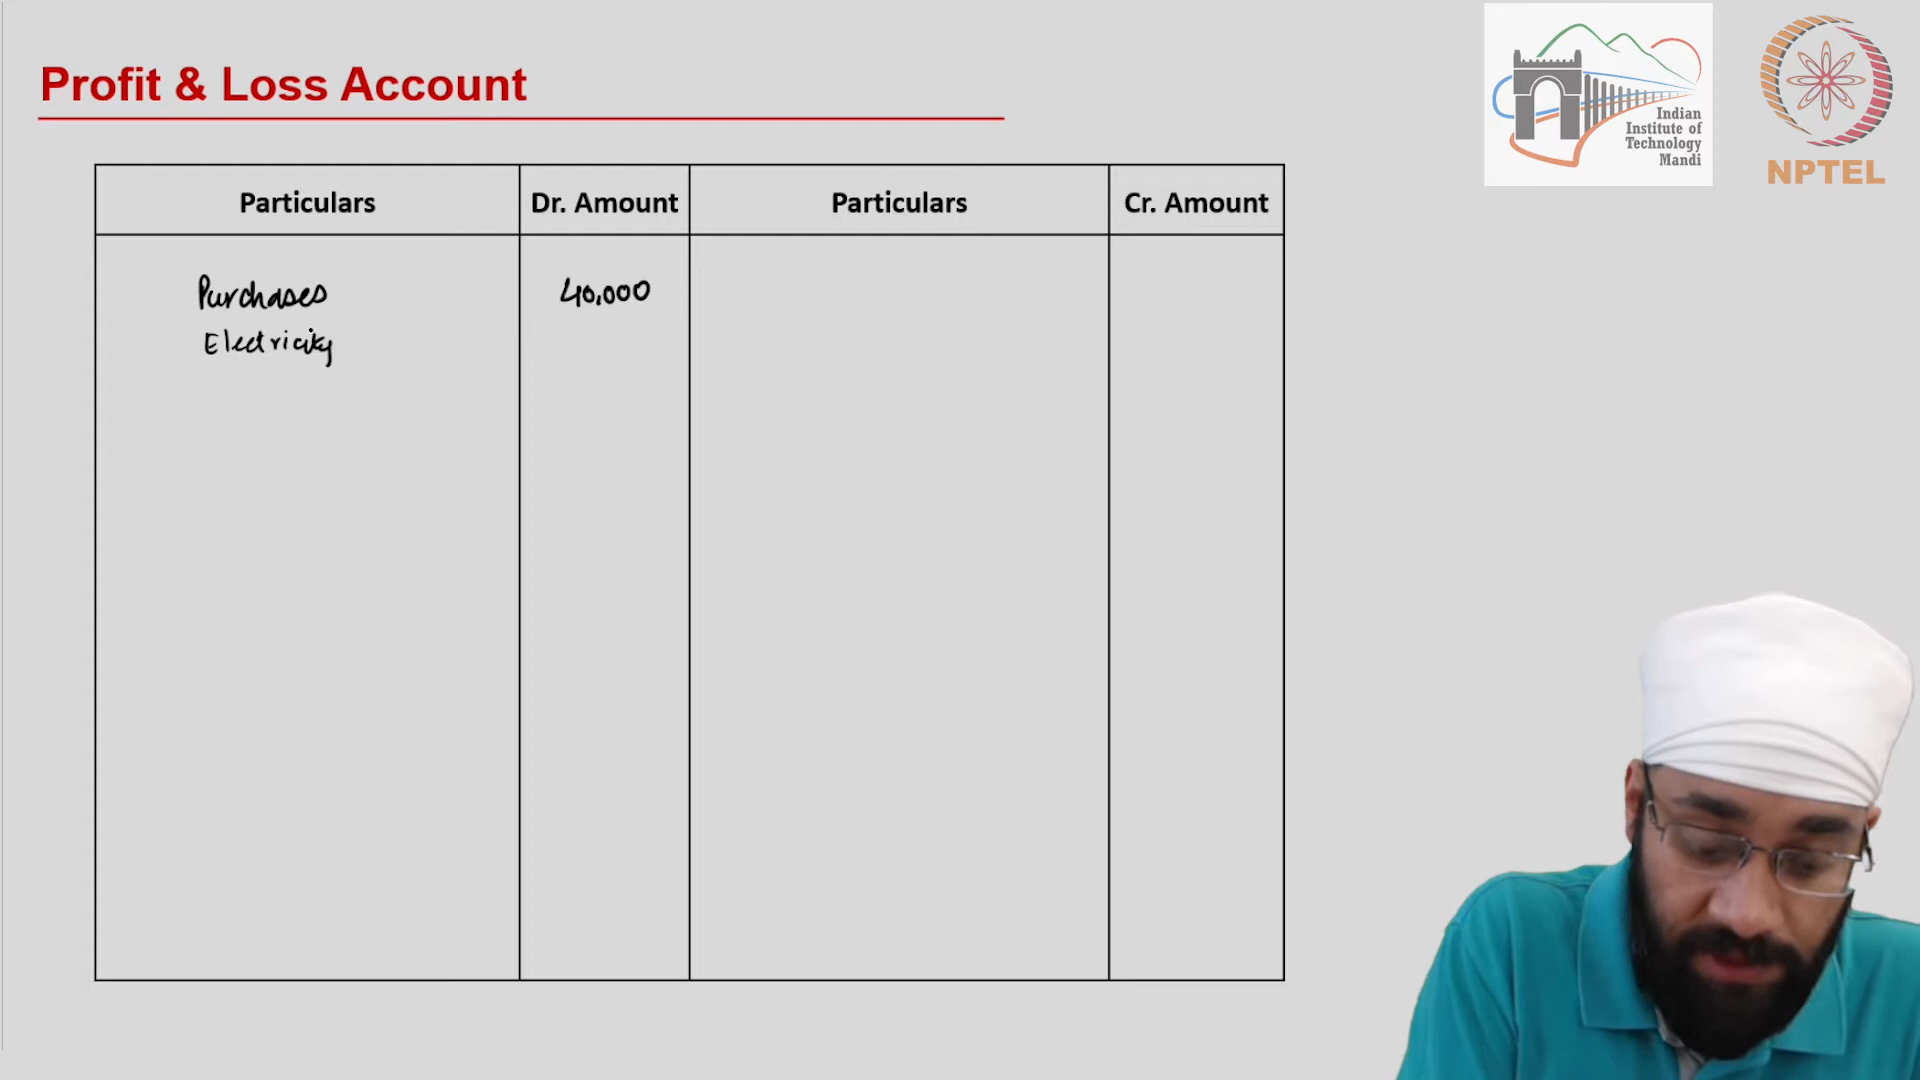 Profit & Loss Account
Indian
Institute of
Technology
Mandi
NPTEL
Particulars Dr. Amount Particulars Cr. Amount
Purchases 40,000
Electricity